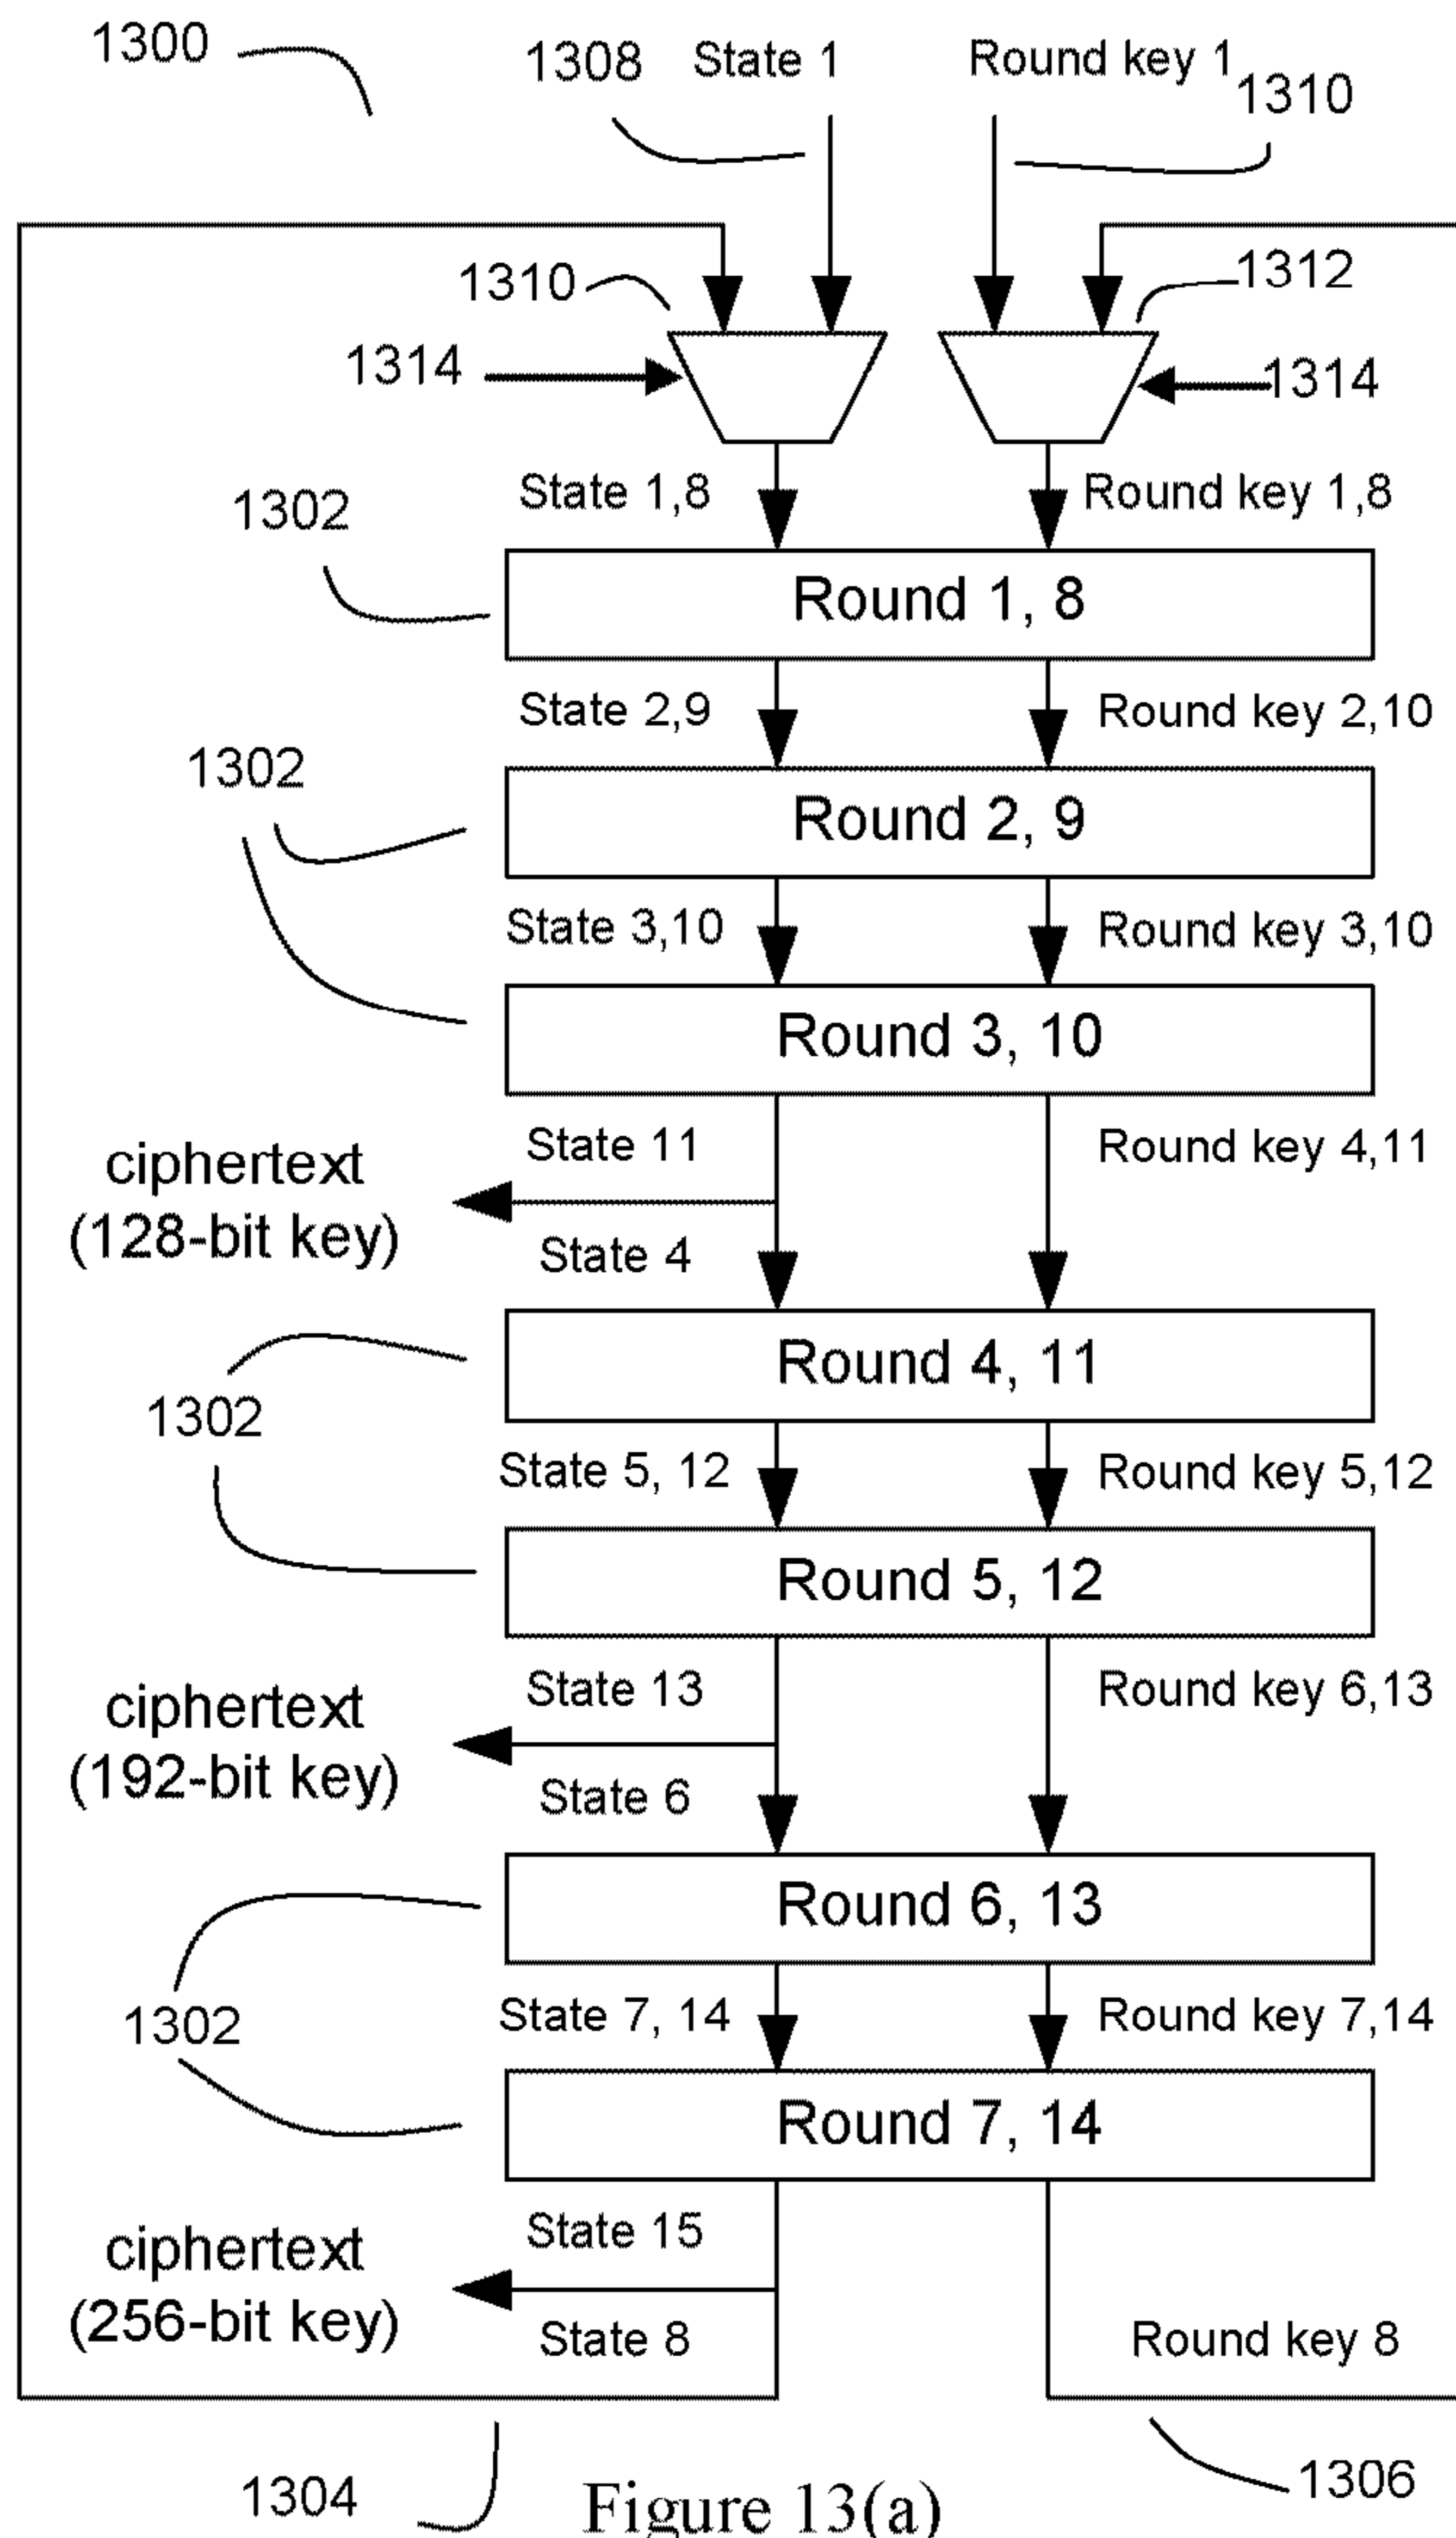 1300
1308 State 1
Round key 1
1310
1310
1312
1314
1314
State 1,8
Round key 1,8
1302
Round 1, 8
State 2,9
Round key 2,10
1302
Round 2, 9
State 3,10
Round key 3,10
Round 3, 10
State 11
Round key 4,11
ciphertext
(128-bit key)
State 4
Round 4, 11
1302
State 5, 12
Round key 5,12
Round 5, 12
State 13
Round key 6,13
ciphertext
(192-bit key)
State 6
Round 6, 13
1302
State 7, 14
Round key 7,14
Round 7, 14
State 15
ciphertext
(256-bit key)
State 8
Round key 8
1304
Figure 13(a)
1306